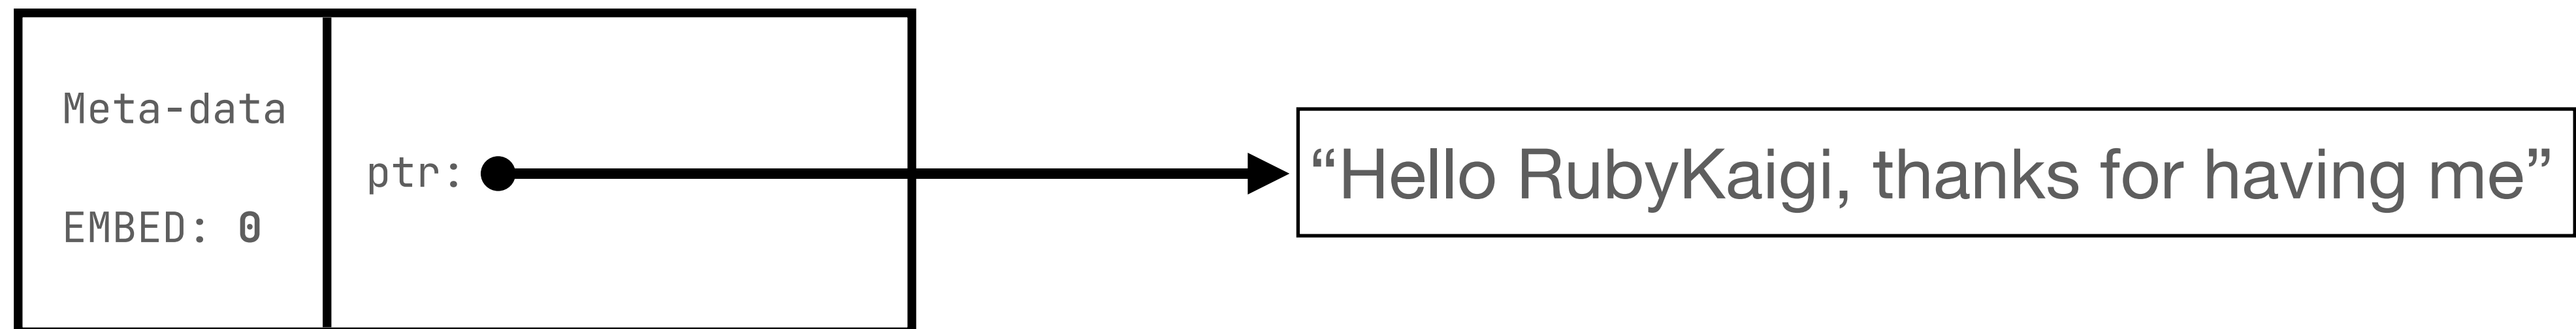 Meta-data
EMBED: 0
ptr:
“Hello RubyKaigi, thanks for having me”